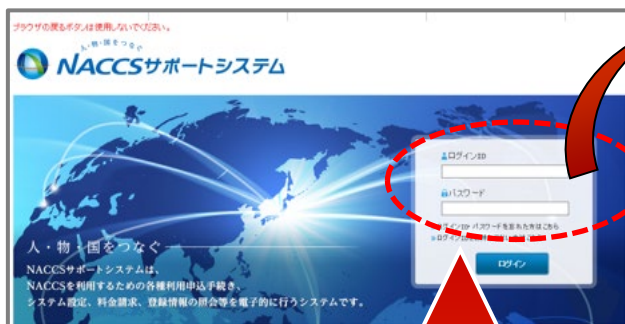 ブラウザの戻るボタンは使用しないでください。
人・物・国をつなぐ
NACCSサポートシステム
ログインID
パスワード
ログイン
人・物・国をつなぐ
NACCSサポートシステムは、
NACCSを利用するための各種利用申込手続き、
システム設定、料金請求、登録情報の照会等を電子的に行うシステムです。